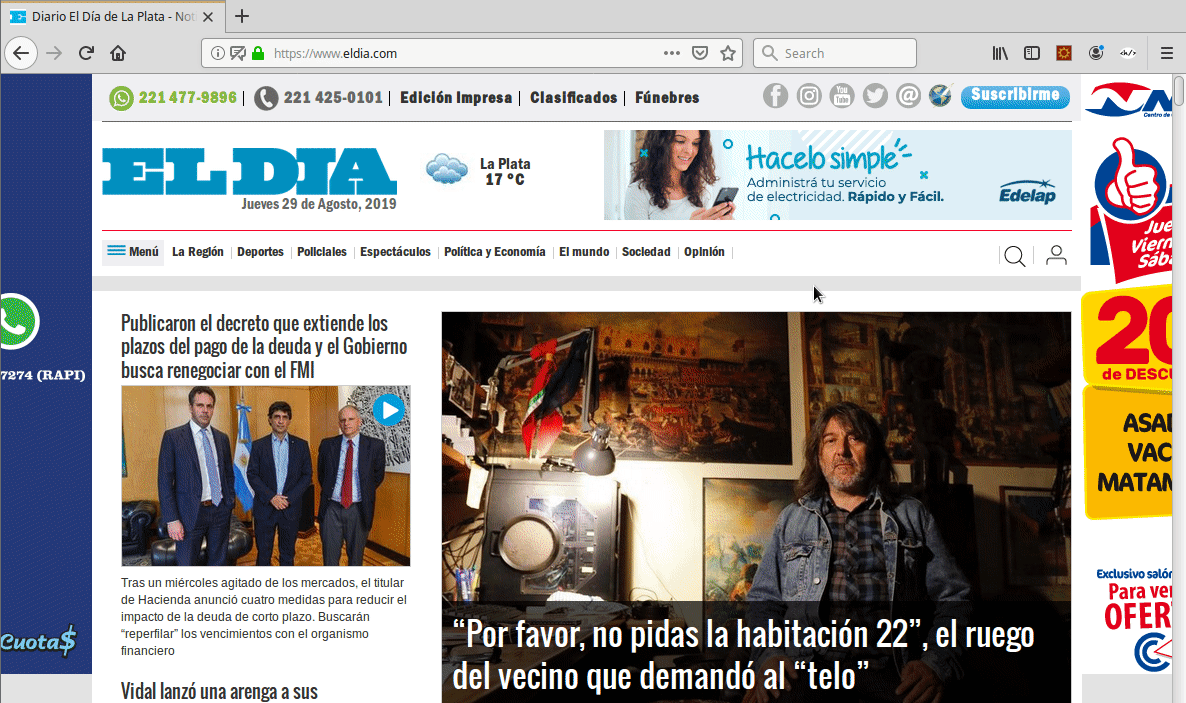 Diario El Día de La Plata - Not
https://www.eldia.com
Search
221 477-9896 | 221 425-0101 | Edición Impresa | Clasificados | Fúnebres
You
Tube
Suscribirme
EL DIA
Jueves 29 de Agosto, 2019
La Plata
17 °C
Hacelo simple
Administrá tu servicio
de electricidad. Rápido y Fácil.
Edelap
Menú
La Región
Deportes
Policiales
Espectáculos
Política y Economía
El mundo
Sociedad
Opinión
7274 (RAPI)
Cuota$
Publicaron el decreto que extiende los
plazos del pago de la deuda y el Gobierno
busca renegociar con el FMI
Tras un miércoles agitado de los mercados, el titular
de Hacienda anunció cuatro medidas para reducir el
impacto de la deuda de corto plazo. Buscarán
“reperfilar” los vencimientos con el organismo
financiero
Vidal lanzó una arenga a sus
“Por favor, no pidas la habitación 22”, el ruego
del vecino que demandó al “telo”
Centro de
Jue
Viern
Sába
20
de DESCU
ASA
VAC
MATAM
Exclusivo saló
Para ve
OFER